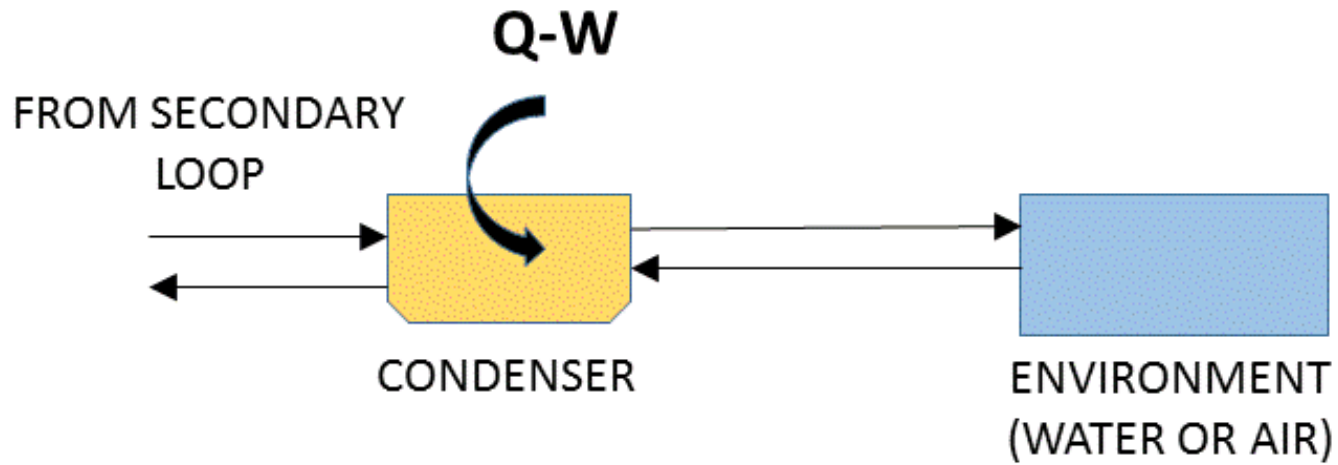 Q-W
FROM SECONDARY
LOOP
CONDENSER
ENVIRONMENT
(WATER OR AIR)